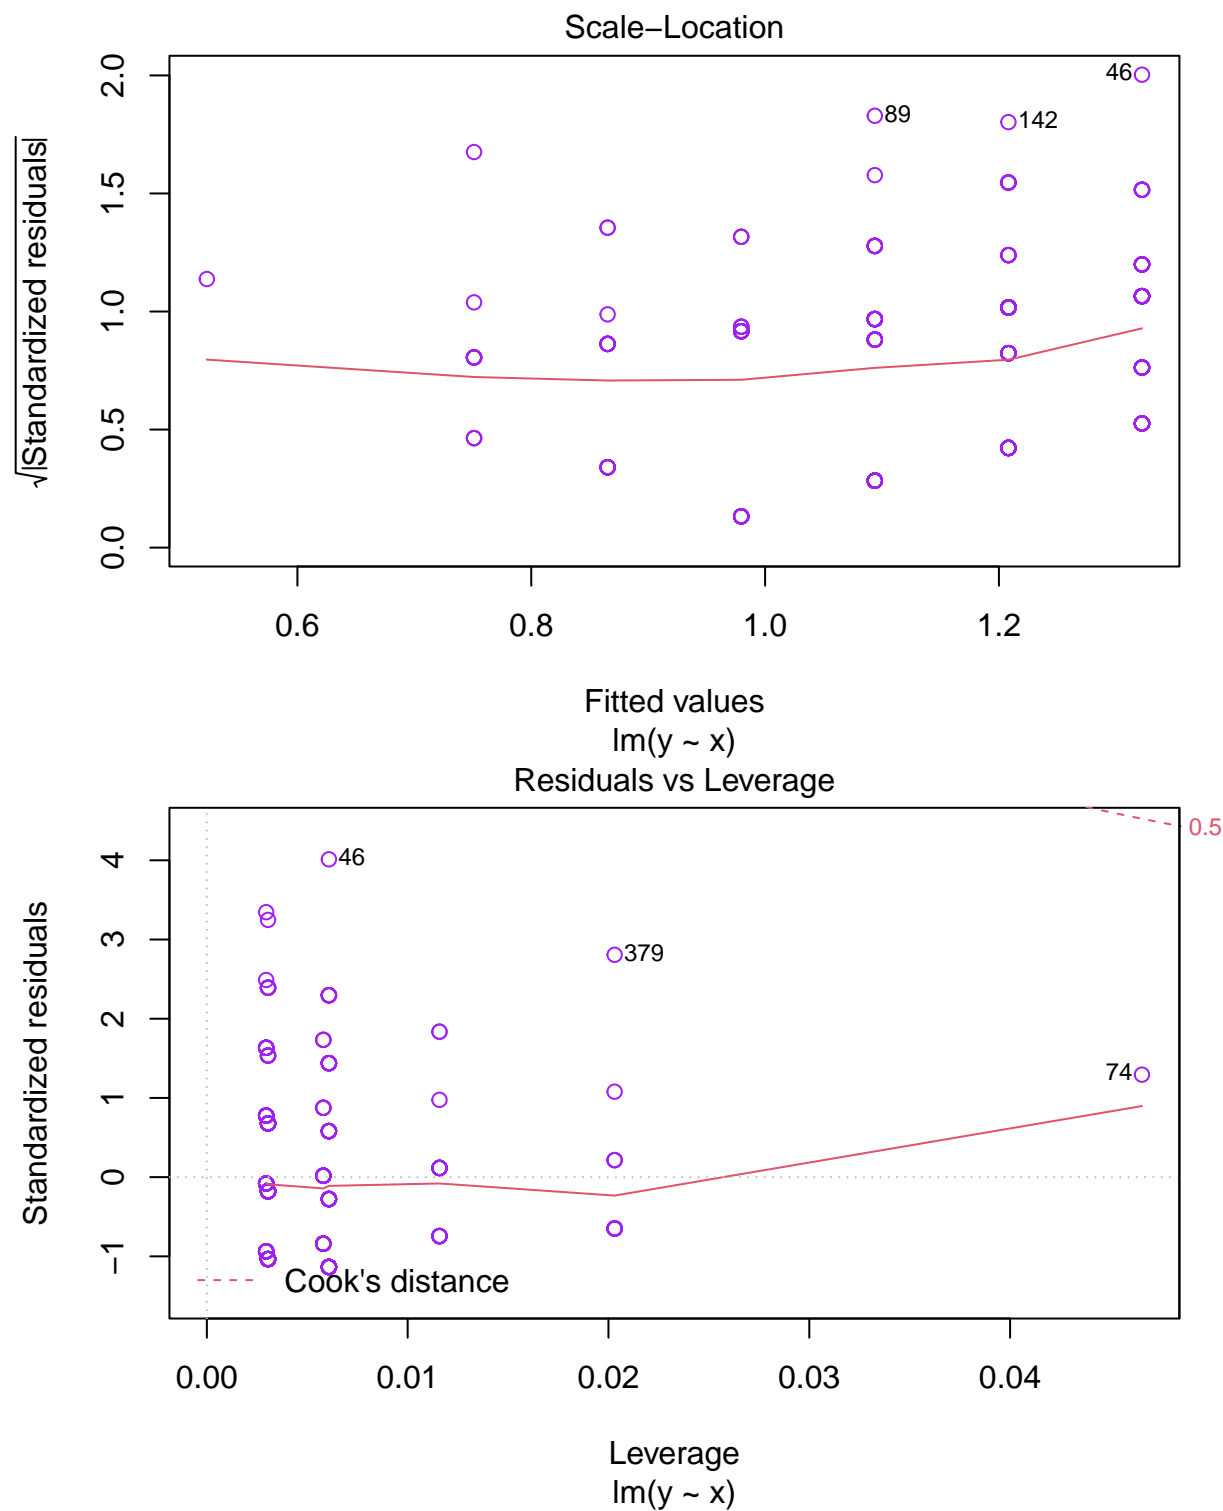 Scale−Location
√|Standardized residuals|
2.0
1.5
1.0
0.5
0.0
46
89
142
0.6 0.8 1.0 1.2
Fitted values
lm(y ~ x)
Residuals vs Leverage
Standardized residuals
4
3
2
1
0
−1
0.5
46
379
74
Cook's distance
0.00 0.01 0.02 0.03 0.04
Leverage
lm(y ~ x)